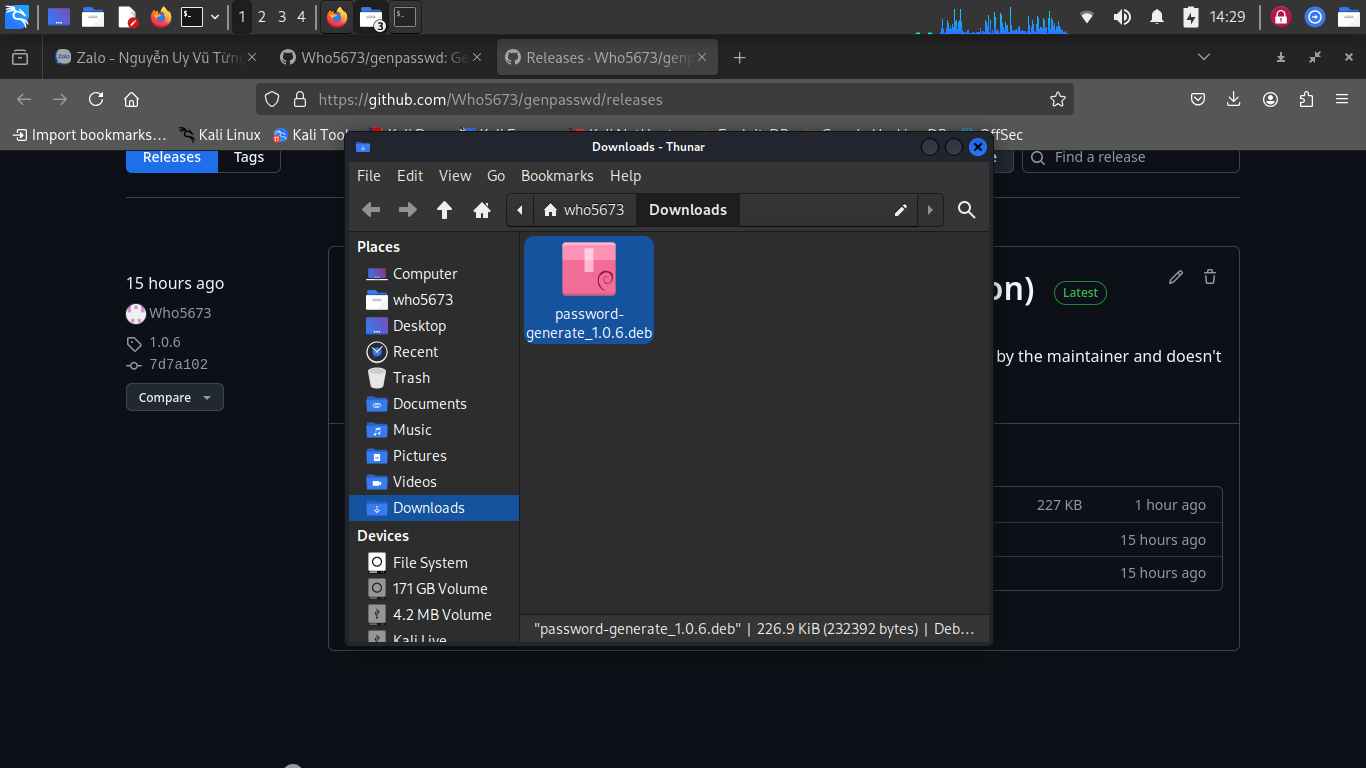 1 2 3 4
3
14:29
Zalo - Nguyễn Uy Vũ Từng
Who5673/genpasswd: Ge
Releases · Who5673/genp
https://github.com/Who5673/genpasswd/releases
Import bookmarks…
Kali Linux
OffSec
Releases
Tags
Find a release
Downloads - Thunar
File Edit View Go Bookmarks Help
who5673
Downloads
Places
Computer
who5673
Desktop
Recent
Trash
Documents
Music
Pictures
Videos
Downloads
Devices
File System
171 GB Volume
4.2 MB Volume
Kali Live
password-
generate_1.0.6.deb
"password-generate_1.0.6.deb" | 226.9 KiB (232392 bytes) | Deb…
15 hours ago
Who5673
1.0.6
7d7a102
Compare
on)
Latest
by the maintainer and doesn't
227 KB
1 hour ago
15 hours ago
15 hours ago